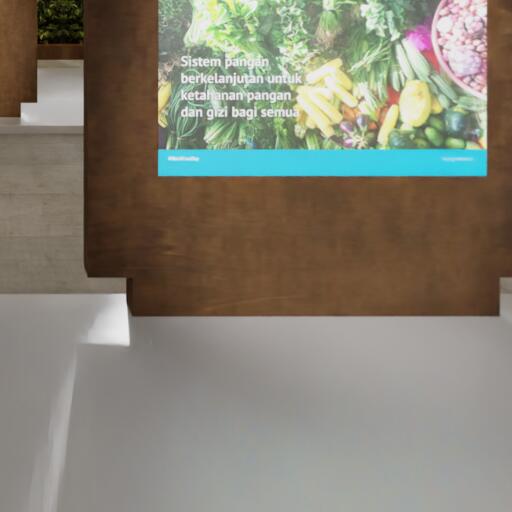 Sistem pangan
berkelanjutan untuk
ketahanan pangan
dan gizi bagi semua